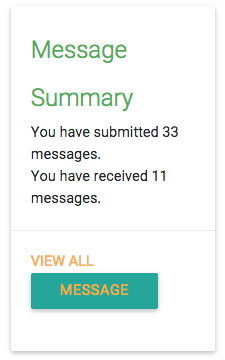 Message
Summary
You have submitted 33
messages.
You have received 11
messages.
VIEW ALL
MESSAGE